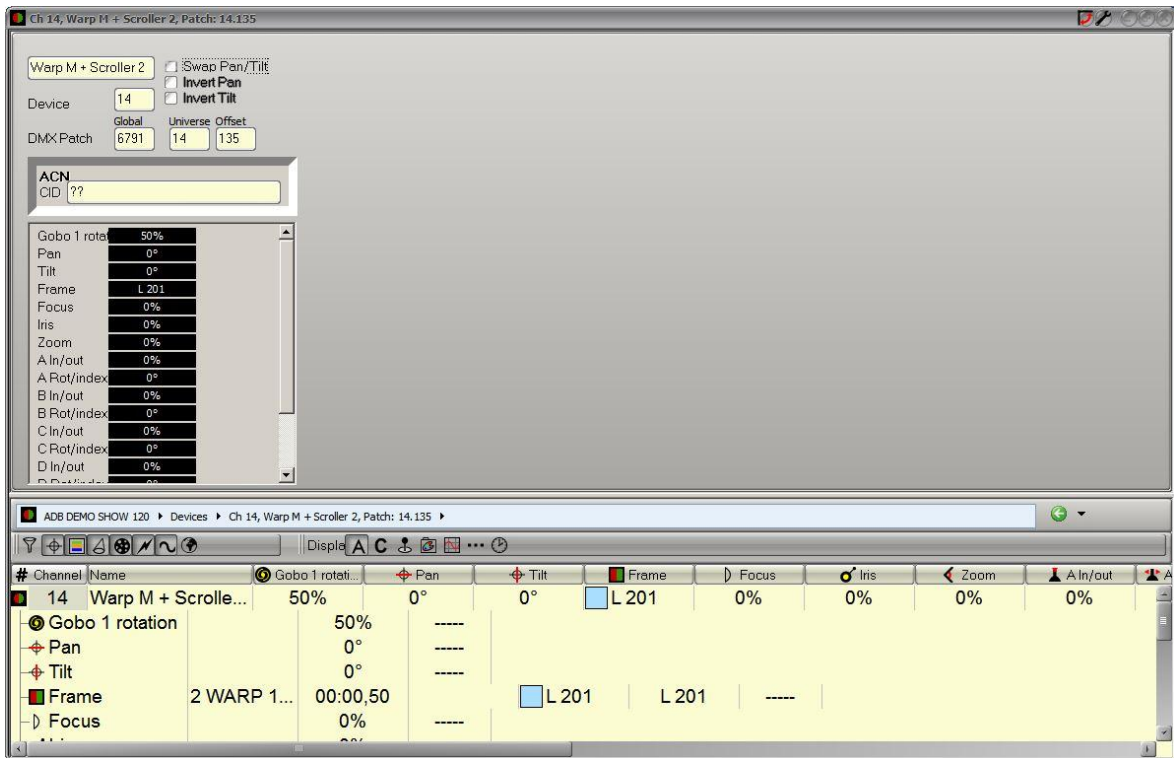 Ch 14, Warp M + Scroller 2, Patch: 14.135
Warp M + Scroller 2
Swap Pan/Tilt
Invert Pan
Device 14 Invert Tilt
Global Universe Offset
DMX Patch 6791 14 135
ACN
CID ??
Gobo 1 rotat 50%
Pan 0°
Tilt 0°
Frame L 201
Focus 0%
Iris 0%
Zoom 0%
A In/out 0%
A Rot/index 0°
B In/out 0%
B Rot/index 0°
C In/out 0%
C Rot/index 0°
D In/out 0%
ADB DEMO SHOW 120 Devices Ch 14, Warp M + Scroller 2, Patch: 14.135
Displa A C
# Channel Name Gobo 1 rotati... Pan Tilt Frame Focus Iris Zoom A In/out A
14 Warp M + Scrolle... 50% 0° 0° L 201 0% 0% 0% 0%
Gobo 1 rotation 50% -----
Pan 0° -----
Tilt 0° -----
Frame 2 WARP 1... 00:00,50 L 201 L 201 -----
Focus 0% -----